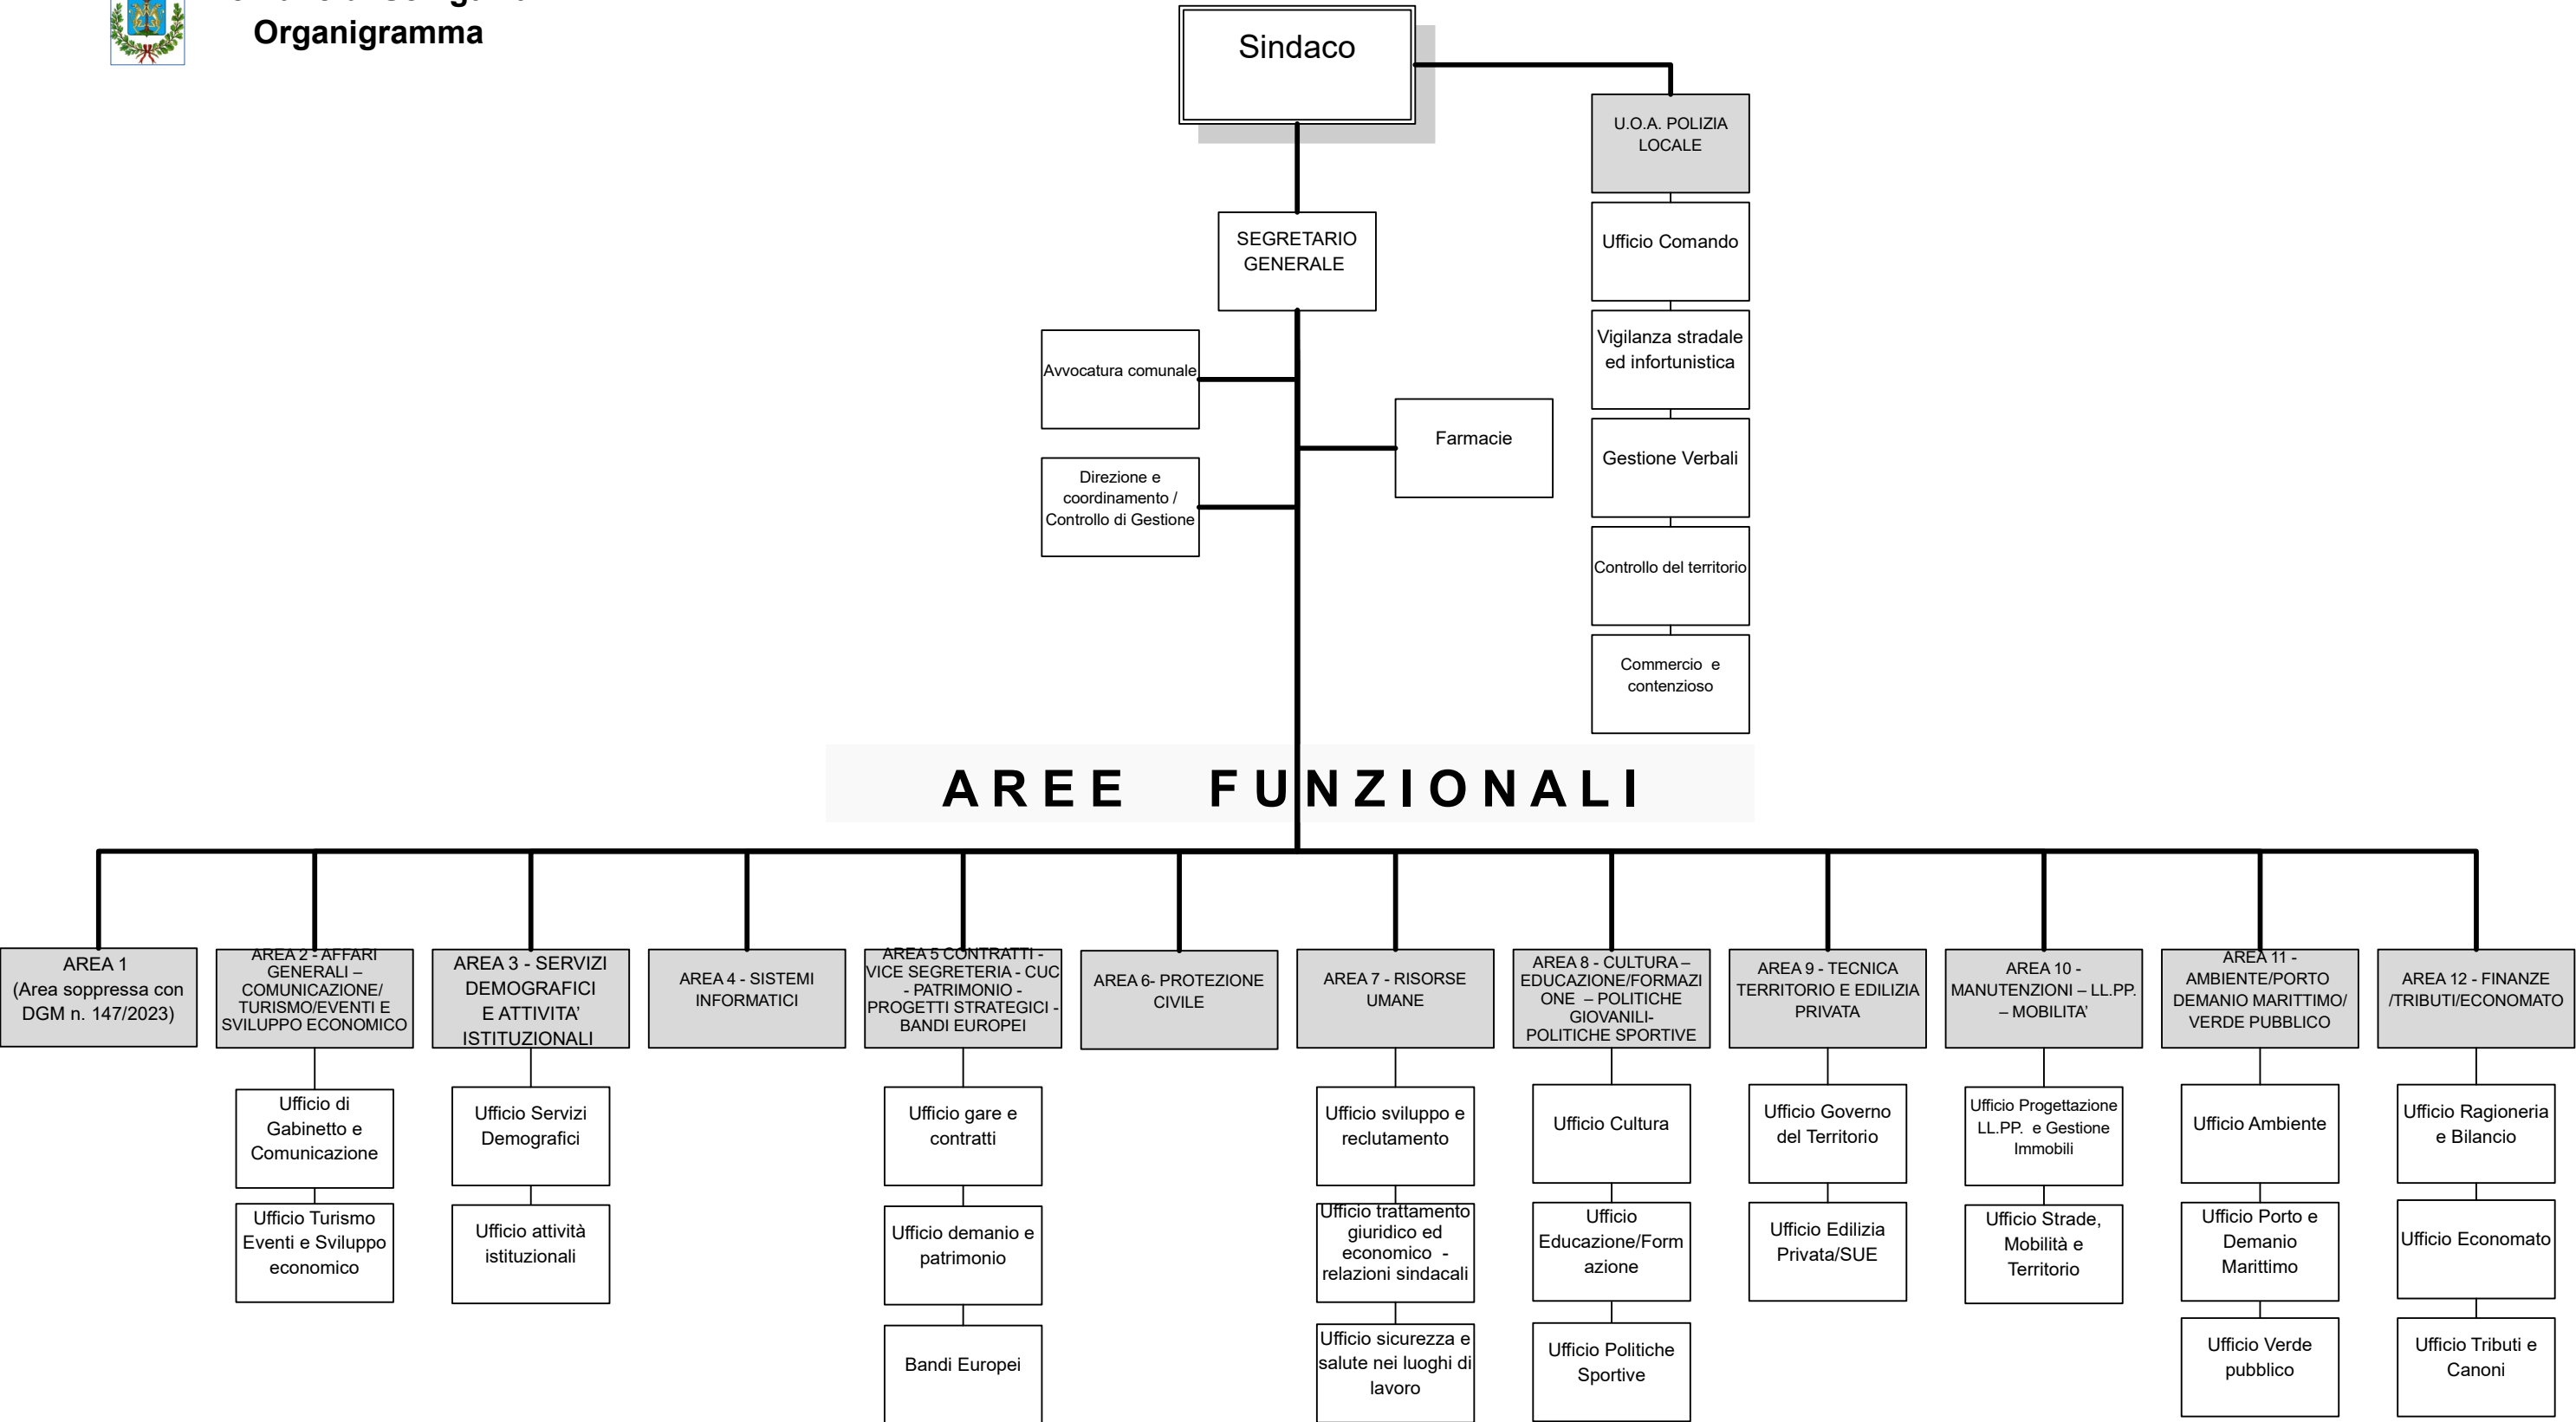 Organigramma
Sindaco
U.O.A. POLIZIA
LOCALE
SEGRETARIO
GENERALE
Ufficio Comando
Vigilanza stradale
ed infortunistica
Avvocatura comunale
Farmacie
Gestione Verbali
Direzione e
coordinamento /
Controllo di Gestione
Controllo del territorio
Commercio e
contenzioso
AREE FUNZIONALI
AREA 1
(Area soppressa con
DGM n. 147/2023)
AREA 2 - AFFARI
GENERALI –
COMUNICAZIONE/
TURISMO/EVENTI E
SVILUPPO ECONOMICO
AREA 3 - SERVIZI
DEMOGRAFICI
E ATTIVITA’
ISTITUZIONALI
AREA 4 - SISTEMI
INFORMATICI
AREA 5 CONTRATTI -
VICE SEGRETERIA - CUC
- PATRIMONIO -
PROGETTI STRATEGICI -
BANDI EUROPEI
AREA 6- PROTEZIONE
CIVILE
AREA 7 - RISORSE
UMANE
AREA 8 - CULTURA –
EDUCAZIONE/FORMAZI
ONE – POLITICHE
GIOVANILI-
POLITICHE SPORTIVE
AREA 9 - TECNICA
TERRITORIO E EDILIZIA
PRIVATA
AREA 10 -
MANUTENZIONI – LL.PP.
– MOBILITA’
AREA 11 -
AMBIENTE/PORTO
DEMANIO MARITTIMO/
VERDE PUBBLICO
AREA 12 - FINANZE
/TRIBUTI/ECONOMATO
Ufficio di
Gabinetto e
Comunicazione
Ufficio Turismo
Eventi e Sviluppo
economico
Ufficio Servizi
Demografici
Ufficio attività
istituzionali
Ufficio gare e
contratti
Ufficio demanio e
patrimonio
Bandi Europei
Ufficio sviluppo e
reclutamento
Ufficio trattamento
giuridico ed
economico -
relazioni sindacali
Ufficio sicurezza e
salute nei luoghi di
lavoro
Ufficio Cultura
Ufficio
Educazione/Form
azione
Ufficio Politiche
Sportive
Ufficio Governo
del Territorio
Ufficio Edilizia
Privata/SUE
Ufficio Progettazione
LL.PP. e Gestione
Immobili
Ufficio Strade,
Mobilità e
Territorio
Ufficio Ambiente
Ufficio Porto e
Demanio
Marittimo
Ufficio Verde
pubblico
Ufficio Ragioneria
e Bilancio
Ufficio Economato
Ufficio Tributi e
Canoni